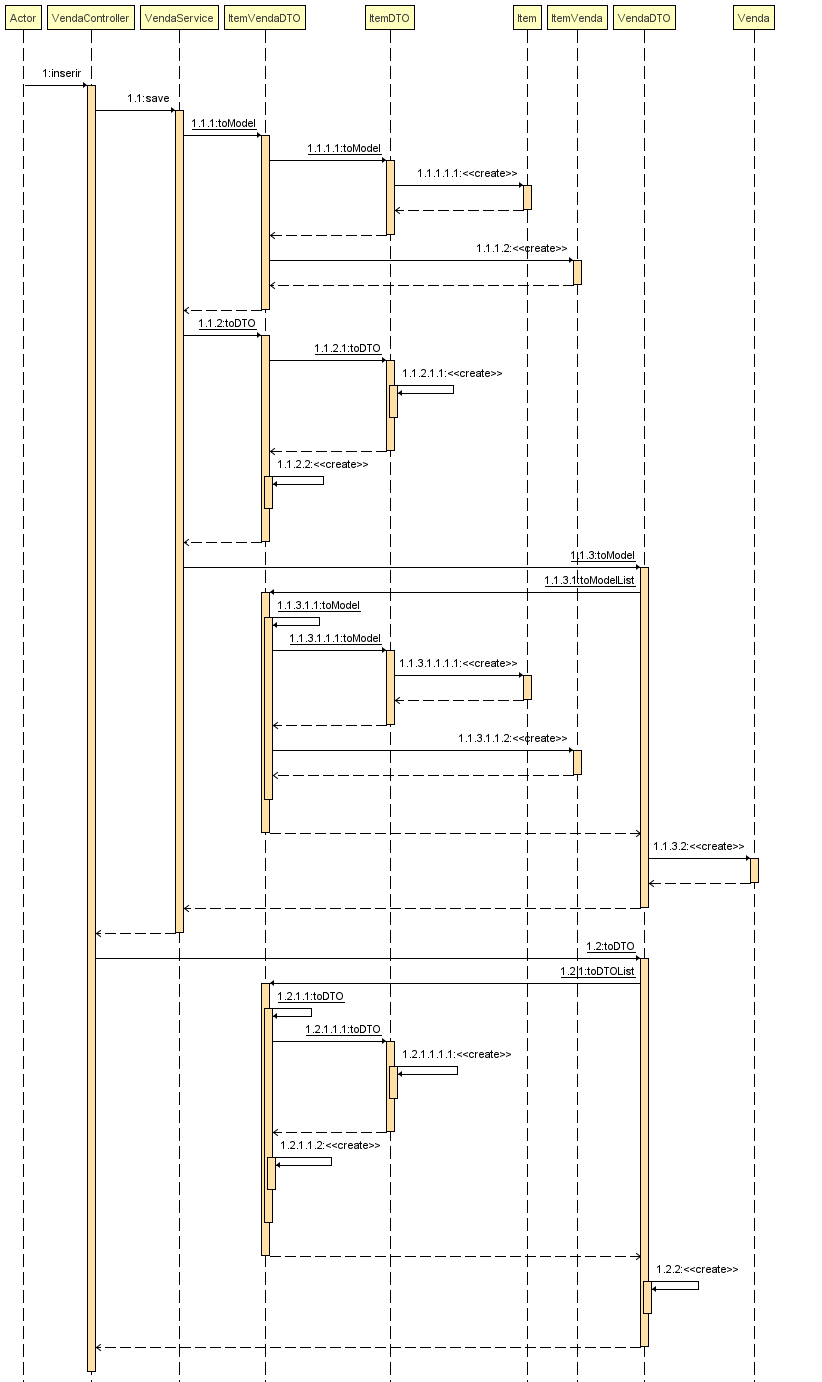 Actor
VendaController
VendaService
ItemVendaDTO
ItemDTO
Item
ItemVenda
VendaDTO
Venda
1:inserir
1.1:save
1.1.1:toModel
1.1.1.1:toModel
1.1.1.1.1:<<create>>
1.1.1.2:<<create>>
1.1.2:toDTO
1.1.2.1:toDTO
1.1.2.1.1:<<create>>
1.1.2.2:<<create>>
1.1.3:toModel
1.1.3.1:toModelList
1.1.3.1.1:toModel
1.1.3.1.1.1:toModel
1.1.3.1.1.1.1:<<create>>
1.1.3.1.1.2:<<create>>
1.1.3.2:<<create>>
1.2:toDTO
1.2.1:toDTOList
1.2.1.1:toDTO
1.2.1.1.1:toDTO
1.2.1.1.1.1:<<create>>
1.2.1.1.2:<<create>>
1.2.2:<<create>>